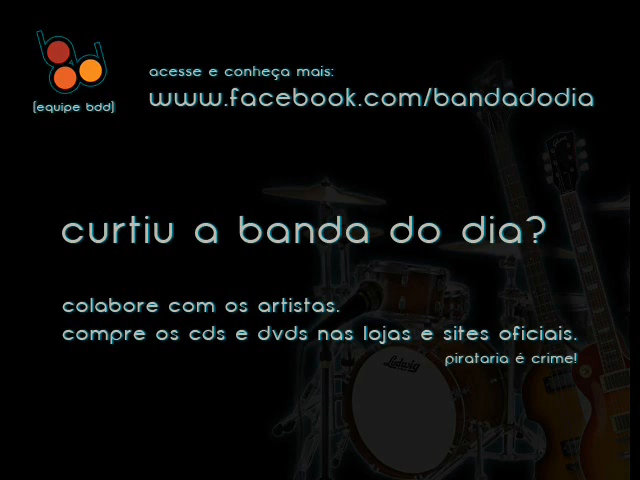 acesse e conheça mais:
www.facebook.com/bandadodia
(equipe bdd)
curtiu a banda do dia?
colabore com os artistas.
compre os cds e dvds nas lojas e sites oficiais.
pirataria é crime!
Ludwig